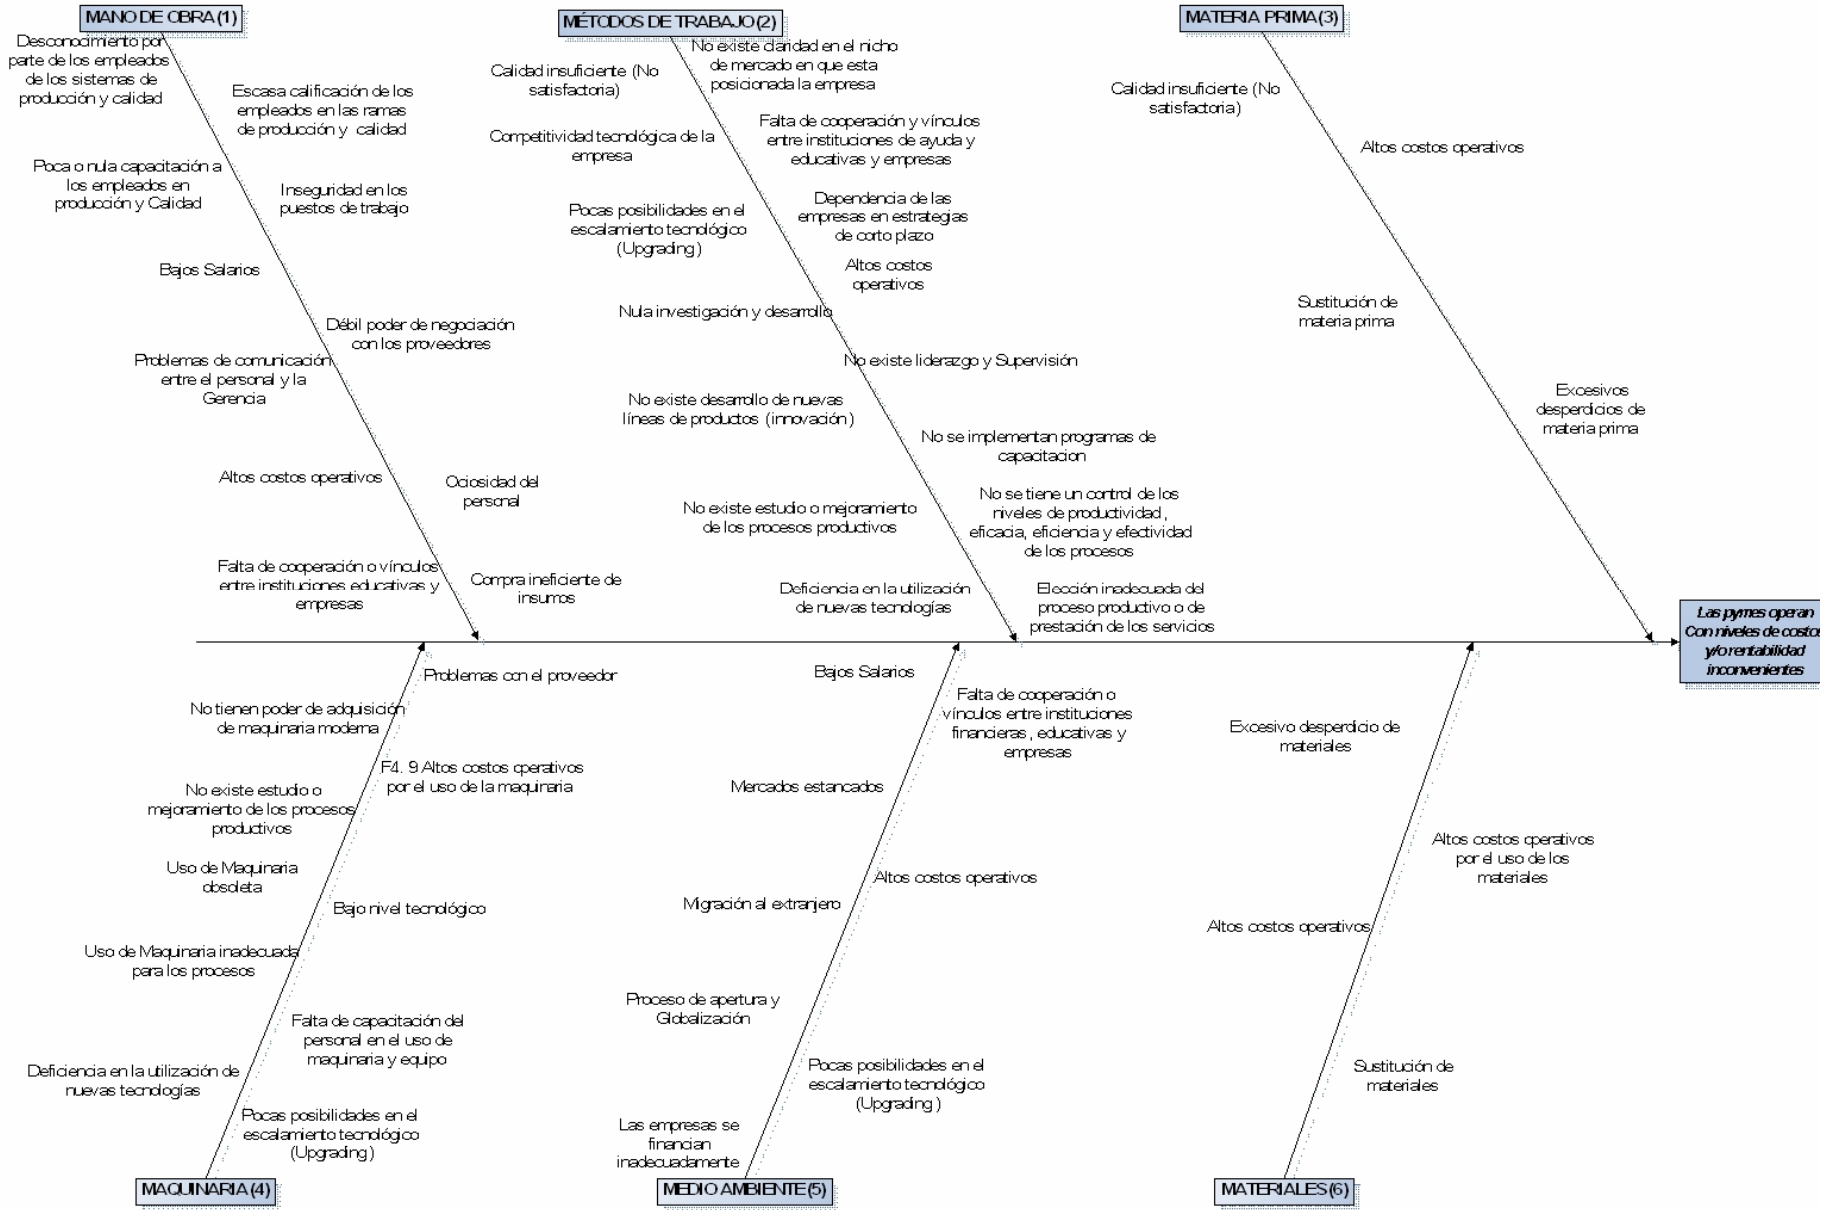 MANO DE OBRA (1)
Desconocimiento por
parte de los empleados
de los sistemas de
producción y calidad
Escasa calificación de los
empleados en las ramas
de producción y calidad
Poca o nula capacitación a
los empleados en
producción y Calidad
Inseguridad en los
puestos de trabajo
Bajos Salarios
Débil poder de negociación
con los proveedores
Problemas de comunicación
entre el personal y la
Gerencia
Altos costos operativos
Ociosidad del
personal
Falta de cooperación o vínculos
entre instituciones educativas y
empresas
Compra ineficiente de
insumos
MÉTODOS DE TRABAJO (2)
No existe claridad en el nicho
de mercado en que esta
posicionada la empresa
Calidad insuficiente (No
satisfactoria)
Falta de cooperación y vínculos
entre instituciones de ayuda y
educativas y empresas
Competitividad tecnológica de la
empresa
Dependencia de las
empresas en estrategias
de corto plazo
Pocas posibilidades en el
escalamiento tecnológico
(Upgrading )
Altos costos
operativos
Nula investigación y desarrollo
No existe liderazgo y Supervisión
No existe desarrollo de nuevas
líneas de productos (innovación )
No se implementan programas de
capacitacion
No existe estudio o mejoramiento
de los procesos productivos
No se tiene un control de los
niveles de productividad ,
eficacia, eficiencia y efectividad
de los procesos
Deficiencia en la utilización
de nuevas tecnologías
Elección inadecuada del
proceso productivo o de
prestación de los servicios
MATERIA PRIMA (3)
Calidad insuficiente (No
satisfactoria)
Altos costos operativos
Sustitución de
materia prima
Excesivos
desperdicios de
materia prima
Las pymes operan
Con niveles de costos
y/o rentabilidad
inconvenientes
Problemas con el proveedor
No tienen poder de adquisición
de maquinaria moderna
F4. 9 Altos costos operativos
por el uso de la maquinaria
No existe estudio o
mejoramiento de los procesos
productivos
Uso de Maquinaria
obsoleta
Bajo nivel tecnológico
Uso de Maquinaria inadecuada
para los procesos
Falta de capacitación del
personal en el uso de
maquinaria y equipo
Deficiencia en la utilización de
nuevas tecnologías
Pocas posibilidades en el
escalamiento tecnológico
(Upgrading )
MAQUINARIA (4)
Bajos Salarios
Falta de cooperación o
vínculos entre instituciones
financieras , educativas y
empresas
Mercados estancados
Altos costos operativos
Migración al extranjero
Proceso de apertura y
Globalización
Pocas posibilidades en el
escalamiento tecnológico
(Upgrading )
Las empresas se
financian
inadecuadamente
MEDIO AMBIENTE (5)
Excesivo desperdicio de
materiales
Altos costos operativos
por el uso de los
materiales
Altos costos operativos
Sustitución de
materiales
MATERIALES (6)